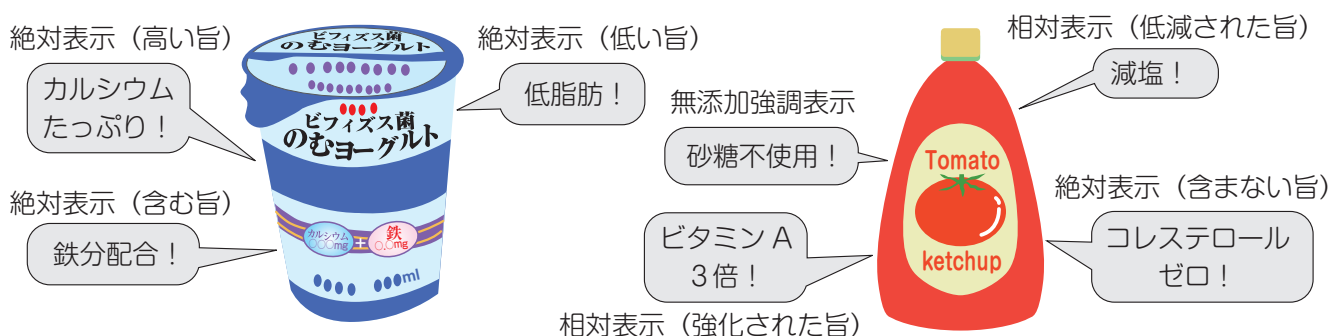 絶対表示（高い旨）
カルシウム
たっぷり！
絶対表示（含む旨）
鉄分配合！
ビフィズス菌
のむヨーグルト
ビフィズス菌
のむヨーグルト
カルシウム
○○○mg
+
鉄
○.○mg
ml
絶対表示（低い旨）
低脂肪！
無添加強調表示
砂糖不使用！
ビタミン A
３倍！
相対表示（強化された旨）
Tomato
ketchup
相対表示（低減された旨）
減塩！
絶対表示（含まない旨）
コレステロール
ゼロ！